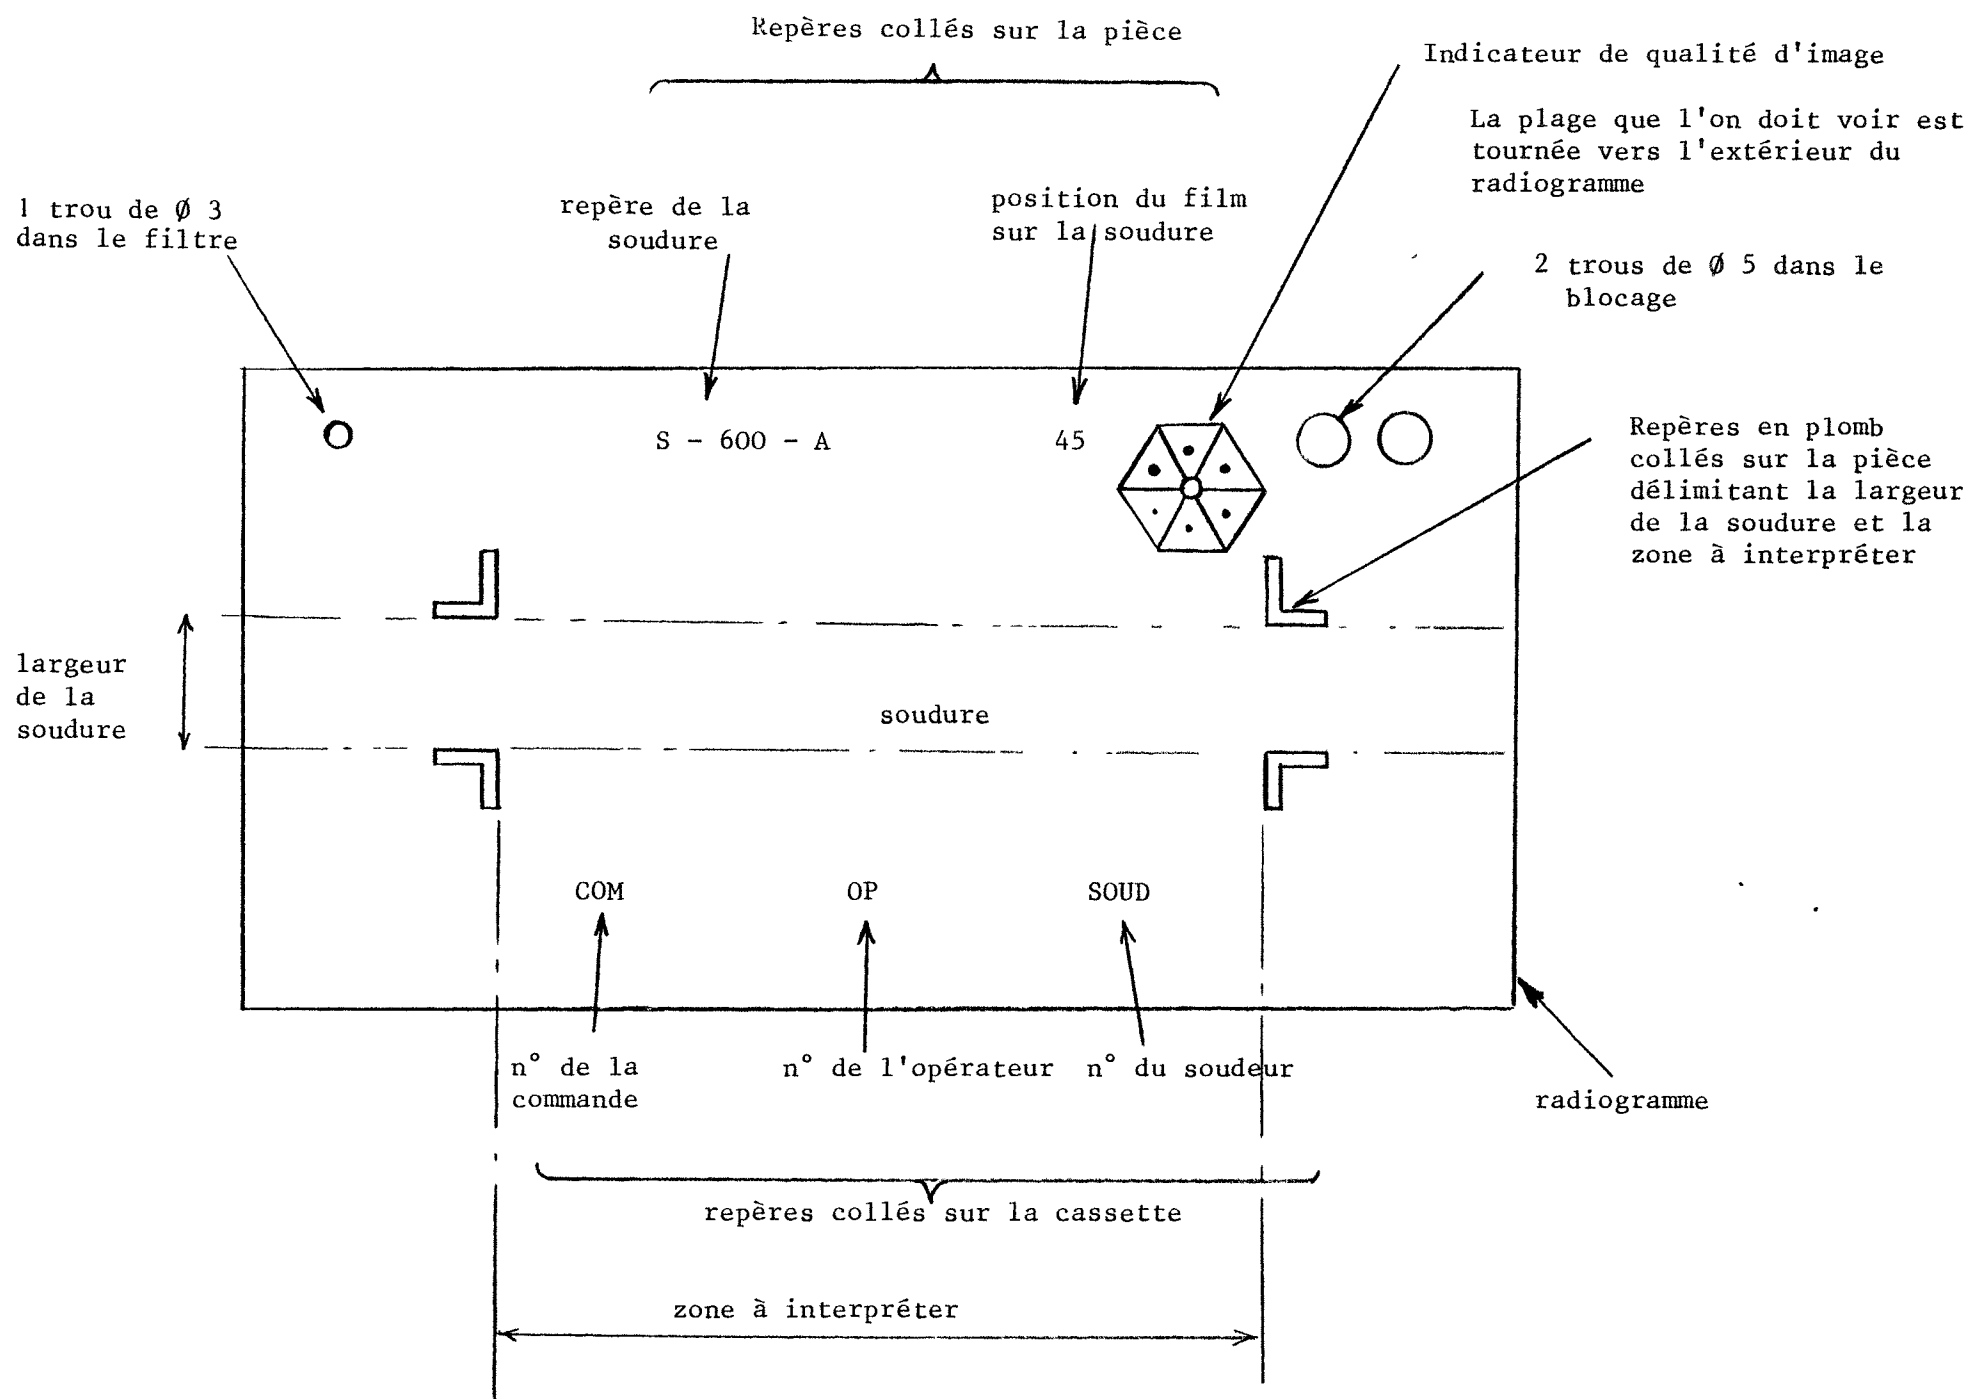 Repères collés sur la pièce
Indicateur de qualité d'image
La plage que l'on doit voir est
tournée vers l'extérieur du
radiogramme
1 trou de Ø 3
dans le filtre
repère de la
soudure
position du film
sur la soudure
2 trous de Ø 5 dans le
blocage
S - 600 - A
45
Repères en plomb
collés sur la pièce
délimitant la largeur
de la soudure et la
zone à interpréter
largeur
de la
soudure
soudure
COM
OP
SOUD
n° de la
commande
n° de l'opérateur
n° du soudeur
radiogramme
repères collés sur la cassette
zone à interpréter